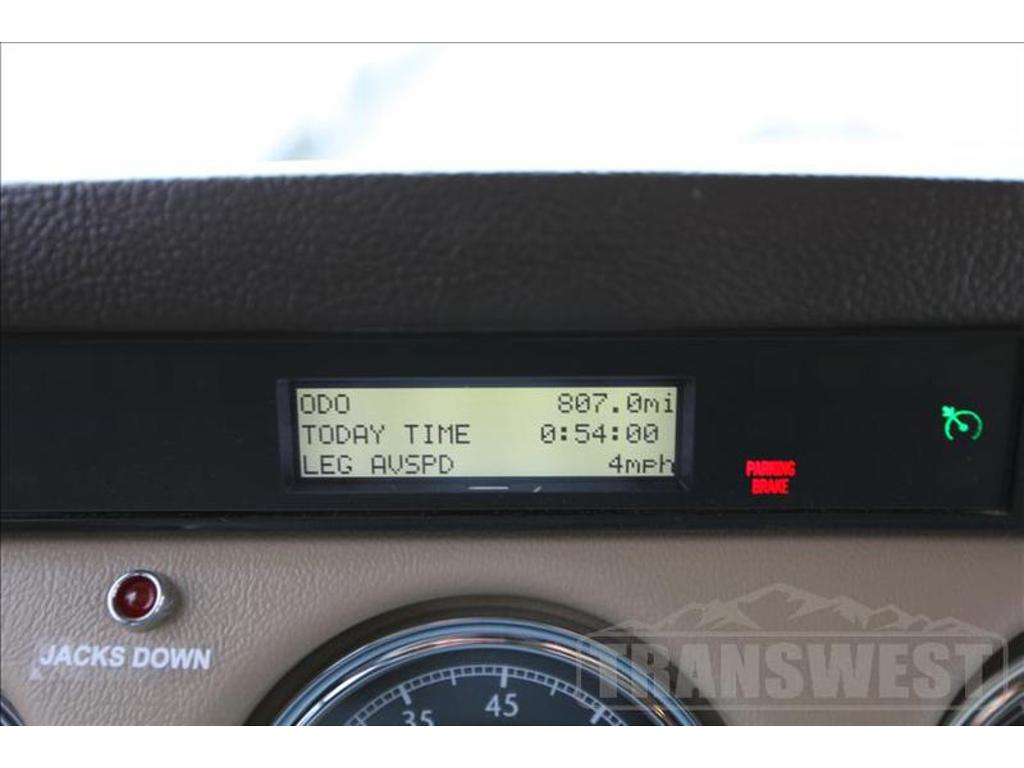 ODO 807.0mi
TODAY TIME 0:54:00
LEG AVSPD 4mph
PARKING
BRAKE
JACKS DOWN
35 45
TRANSWEST